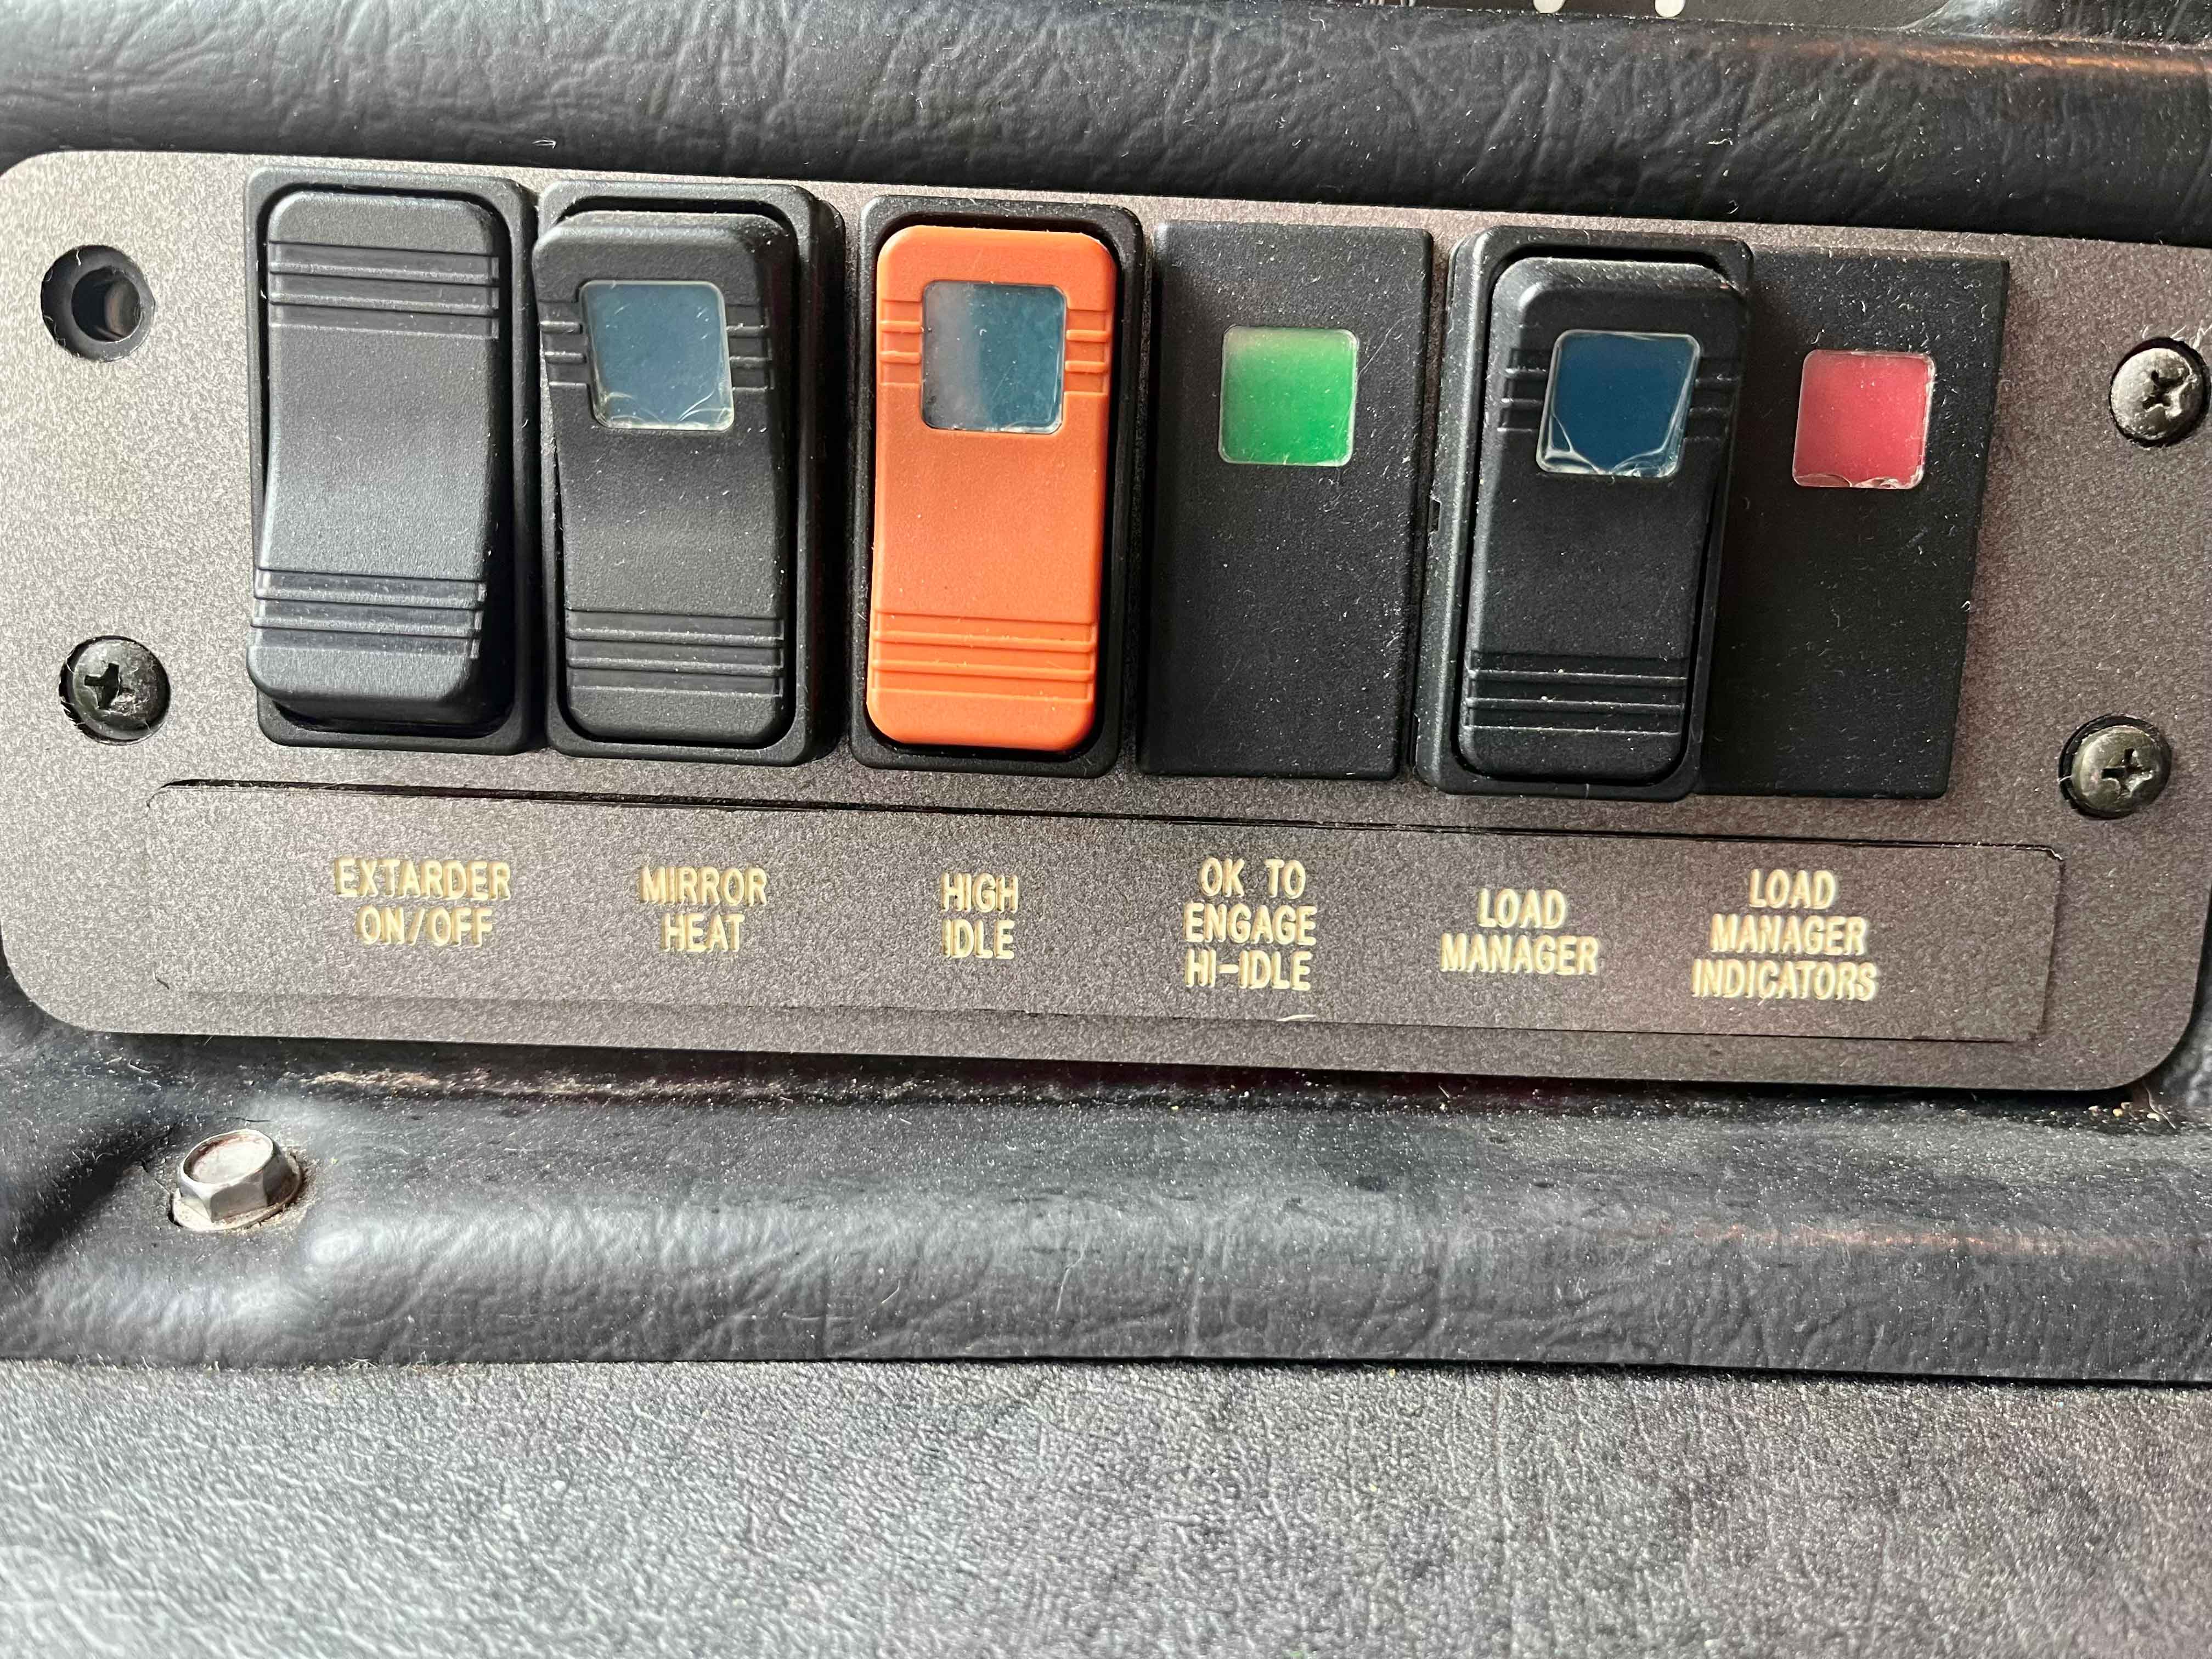 EXTARDER
ON/OFF
MIRROR
HEAT
HIGH
IDLE
OK TO
ENGAGE
HI-IDLE
LOAD
MANAGER
LOAD
MANAGER
INDICATORS